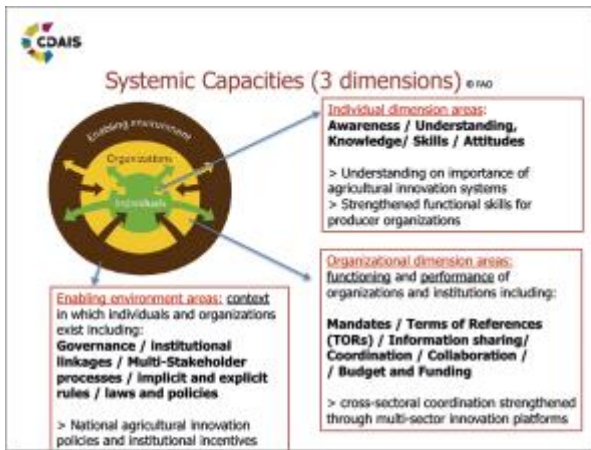 CDAIS
Systemic Capacities (3 dimensions) © FAO
Enabling environment
Organizations
Individuals
Individual dimension areas:
Awareness / Understanding,
Knowledge/ Skills / Attitudes
> Understanding on importance of
agricultural innovation systems
> Strengthened functional skills for
producer organizations
Organizational dimension areas:
functioning and performance of
organizations and institutions including:
Mandates / Terms of References
(TORs) / Information sharing/
Coordination / Collaboration /
/ Budget and Funding
> cross-sectoral coordination strengthened
through multi-sector innovation platforms
Enabling environment areas: context
in which individuals and organizations
exist including:
Governance / institutional
linkages / Multi-Stakeholder
processes / implicit and explicit
rules / laws and policies
> National agricultural innovation
policies and institutional incentives